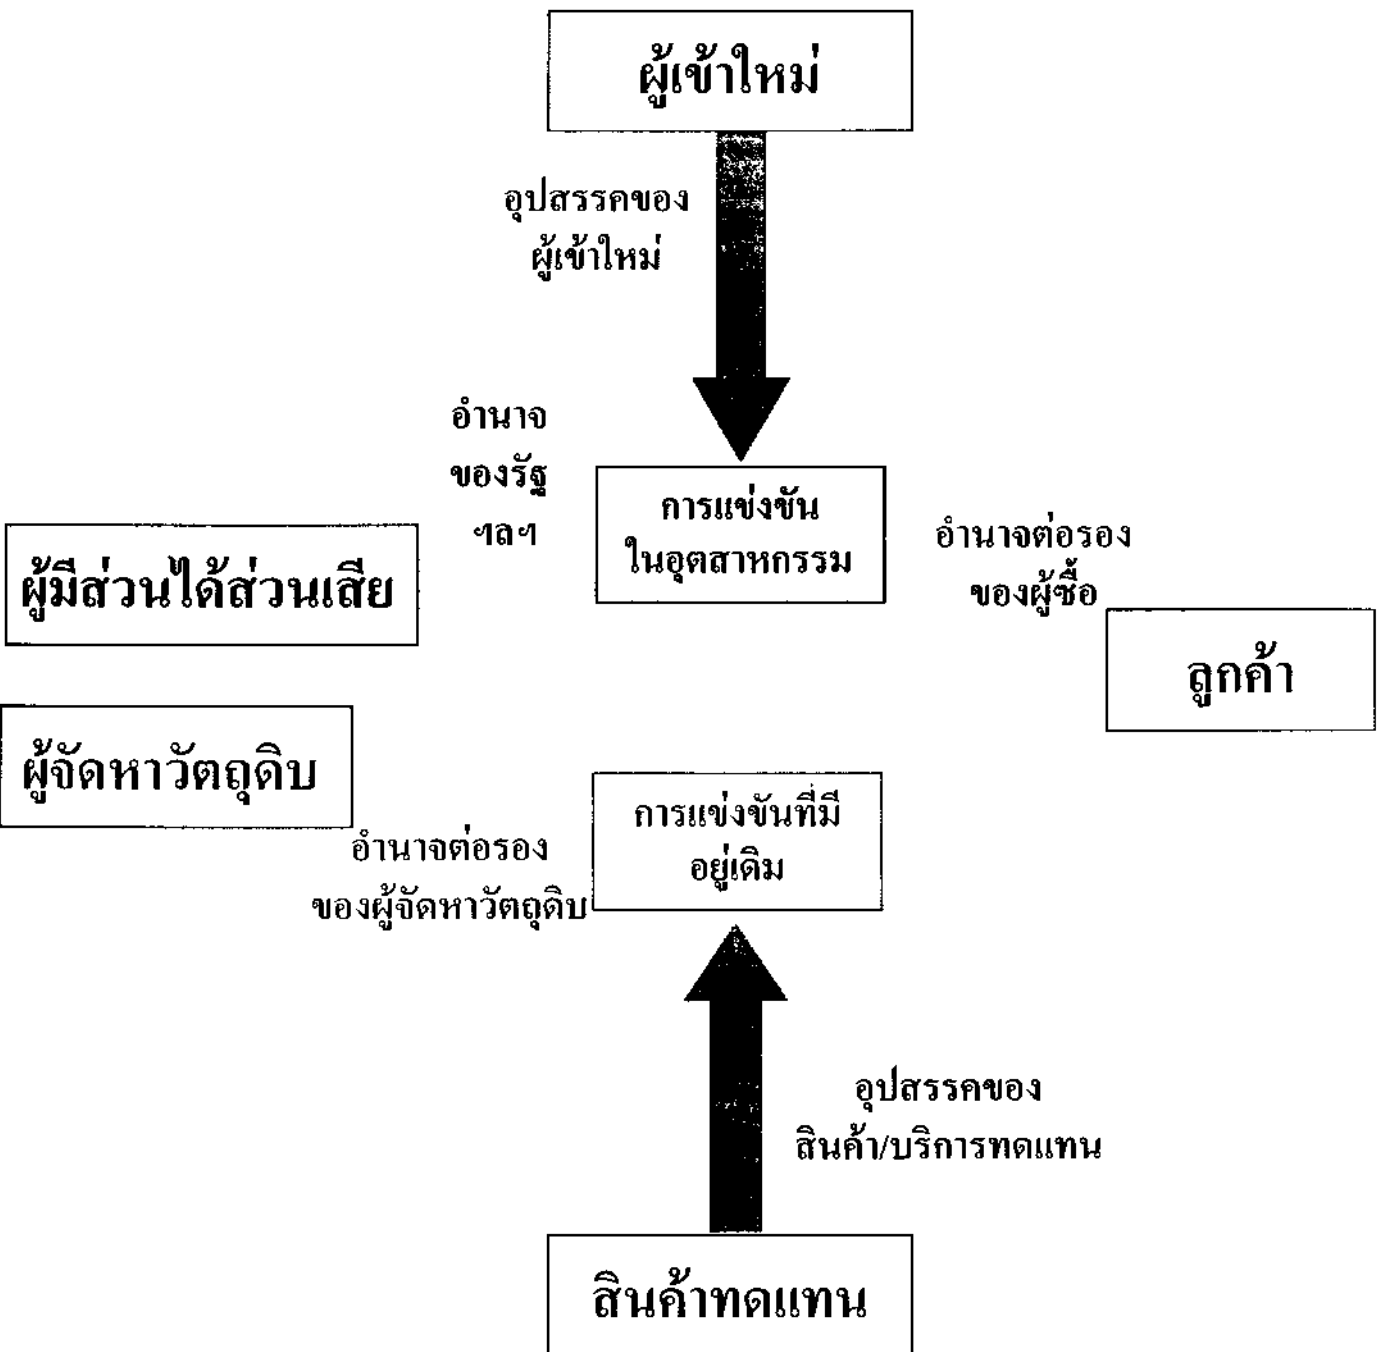 ผู้เข้าใหม่
อุปสรรคของ
ผู้เข้าใหม่
อำนาจ
ของรัฐ
ฯลฯ
การแข่งขัน
ในอุตสาหกรรม
อำนาจต่อรอง
ของผู้ซื้อ
ผู้มีส่วนได้ส่วนเสีย
ลูกค้า
ผู้จัดหาวัตถุดิบ
การแข่งขันที่มี
อยู่เดิม
อำนาจต่อรอง
ของผู้จัดหาวัตถุดิบ
อุปสรรคของ
สินค้า/บริการทดแทน
สินค้าทดแทน